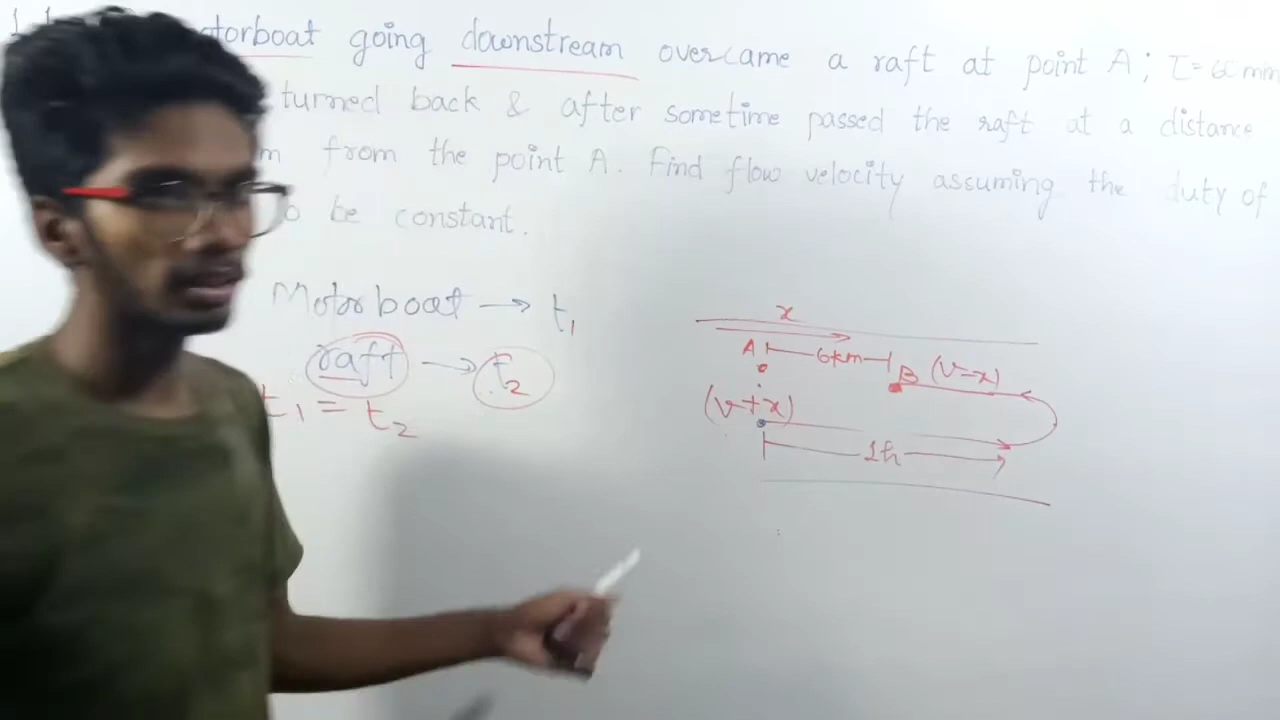 torboat going downstream overcame a raft at point A; τ=60 min
turned back & after sometime passed the raft at a distance
m from the point A. Find flow velocity assuming the duty of
to be constant.
Motorboat → t₁
raft → t₂
t₁ = t₂
x
A
6km
B (v-x)
(v+x)
1h